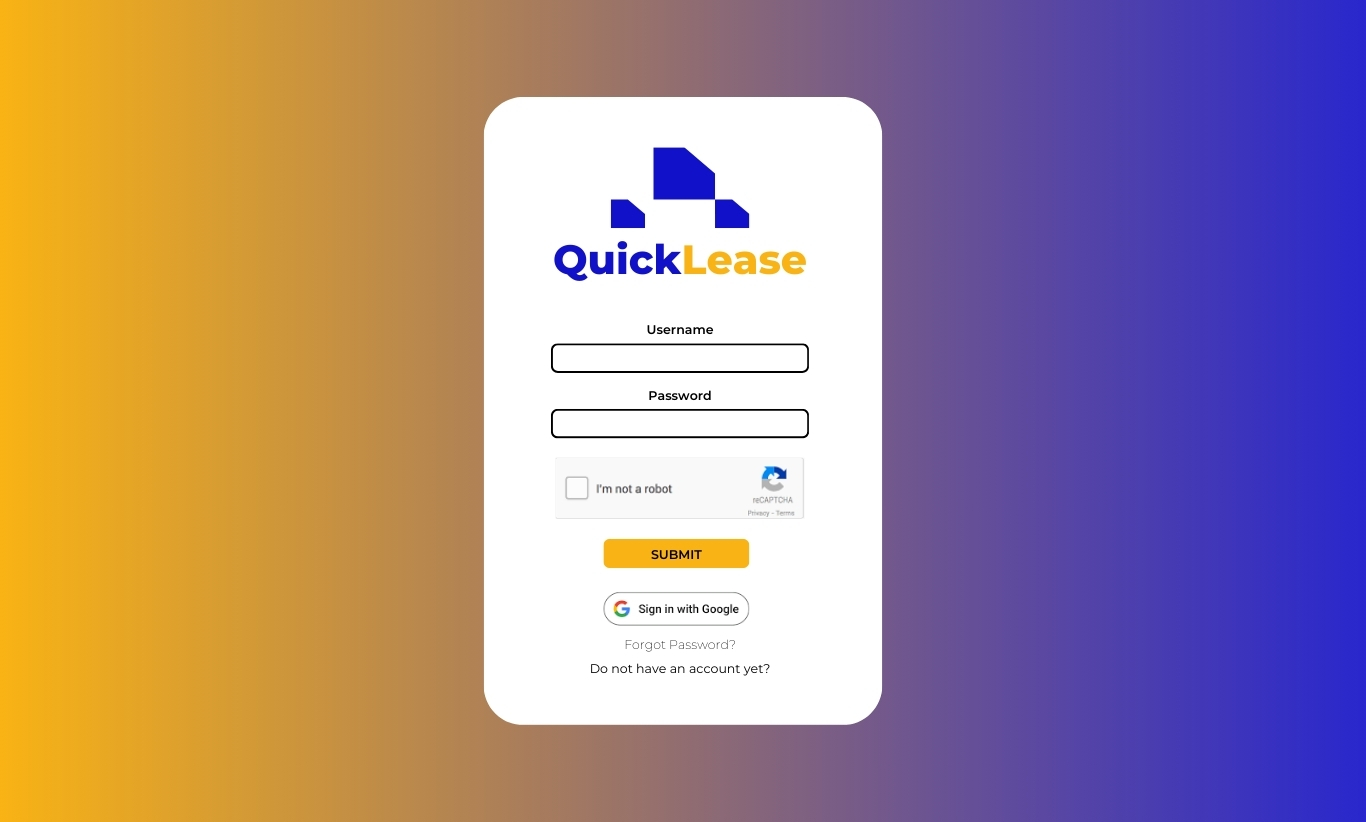 QuickLease
Username
Password
I'm not a robot
reCAPTCHA
Privacy - Terms
SUBMIT
Sign in with Google
Forgot Password?
Do not have an account yet?